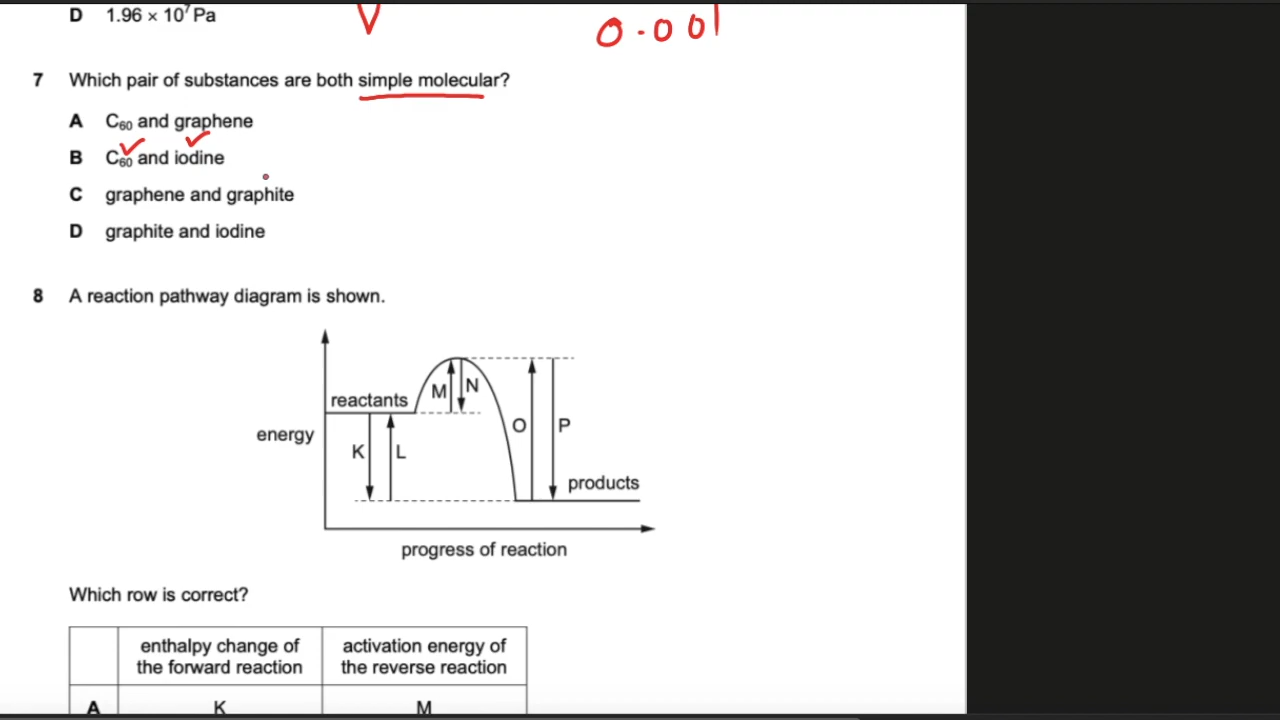 D 1.96 × 10⁷ Pa
V
0.001
7 Which pair of substances are both simple molecular?
A C₆₀ and graphene
B C₆₀ and iodine
C graphene and graphite
D graphite and iodine
8 A reaction pathway diagram is shown.
reactants M N
energy K L O P
products
progress of reaction
Which row is correct?
enthalpy change of the forward reaction
activation energy of the reverse reaction
A K M